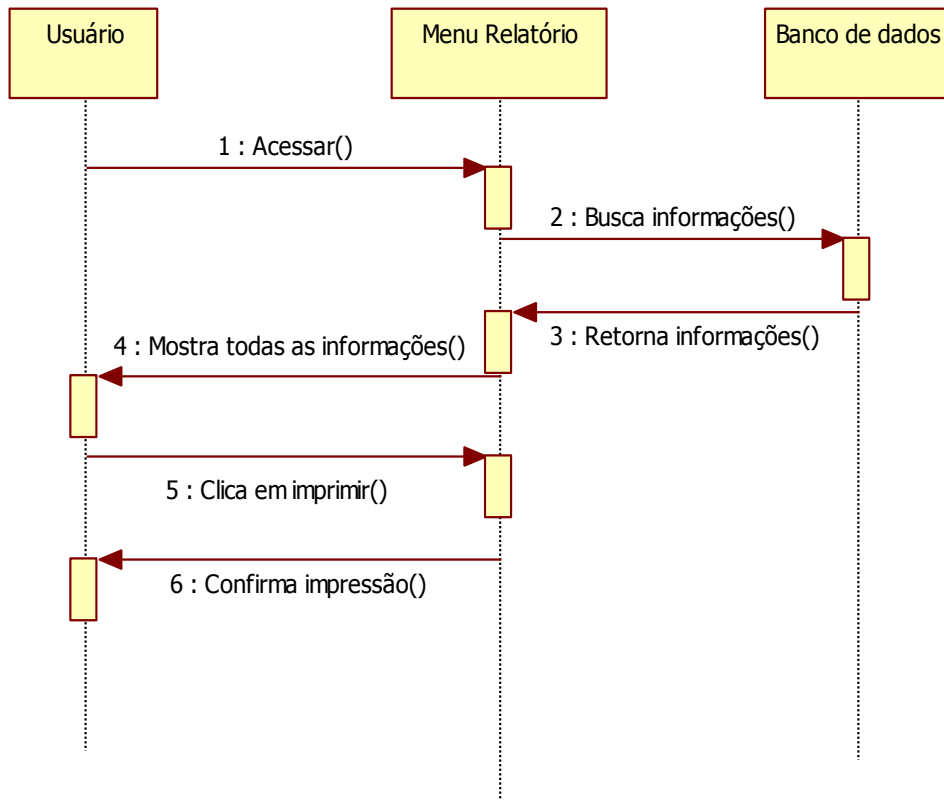 Usuário
Menu Relatório
Banco de dados
1 : Acessar()
2 : Busca informações()
3 : Retorna informações()
4 : Mostra todas as informações()
5 : Clica em imprimir()
6 : Confirma impressão()